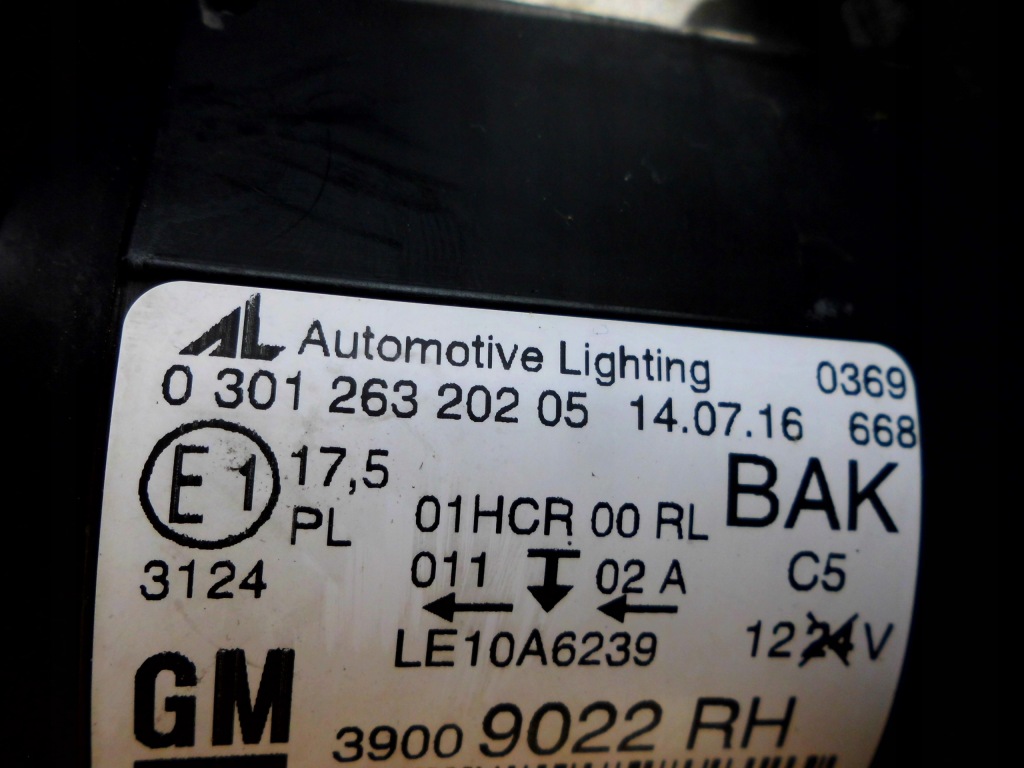 AL Automotive Lighting 0369
0 301 263 202 05 14.07.16 668
E 1 17,5 BAK
PL 01HCR 00 RL
3124 011 02 A C5
LE10A6239 12 24 V
GM 3900 9022 RH